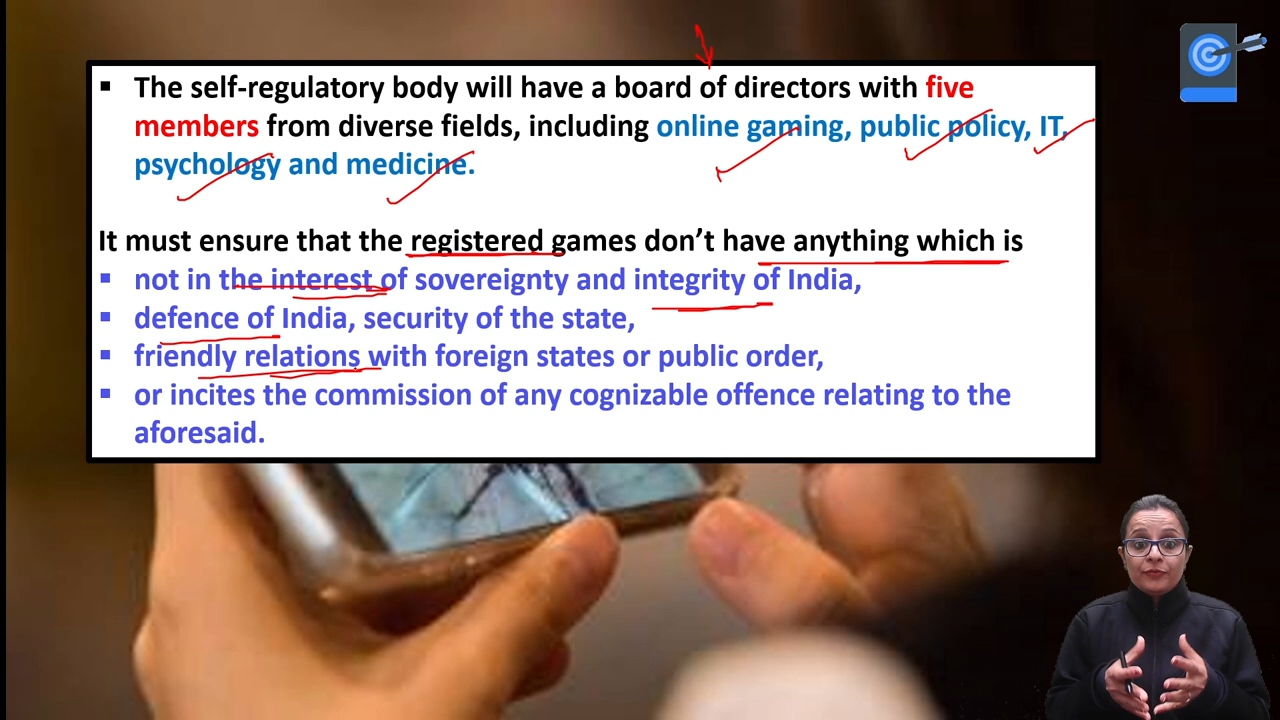 ▪ The self-regulatory body will have a board of directors with five
members from diverse fields, including online gaming, public policy, IT,
psychology and medicine.
It must ensure that the registered games don’t have anything which is
▪ not in the interest of sovereignty and integrity of India,
▪ defence of India, security of the state,
▪ friendly relations with foreign states or public order,
▪ or incites the commission of any cognizable offence relating to the
aforesaid.